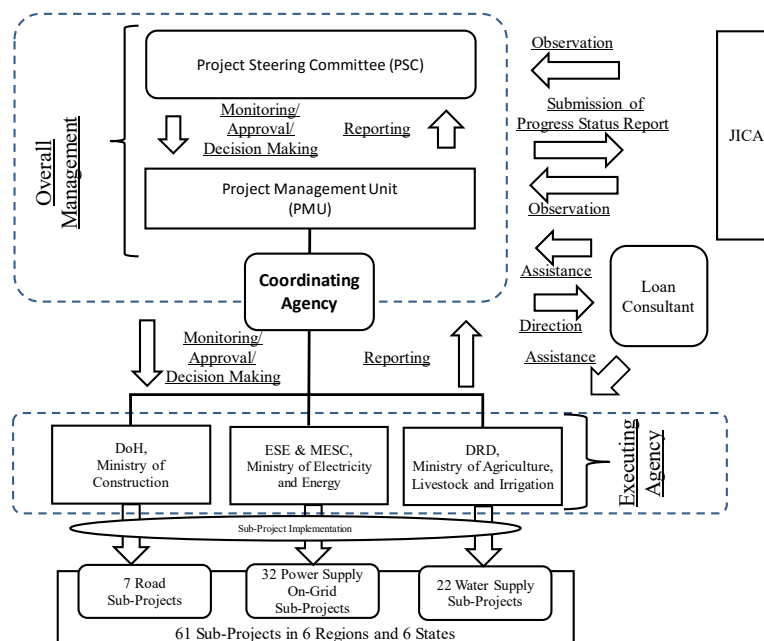 Project Steering Committee (PSC)
Monitoring/
Approval/
Decision Making
Reporting
Project Management Unit
(PMU)
Overall
Management
Coordinating
Agency
Observation
Submission of
Progress Status Report
Observation
JICA
Assistance
Direction
Loan
Consultant
Assistance
Monitoring/
Approval/
Decision Making
Reporting
DoH,
Ministry of
Construction
ESE & MESC,
Ministry of Electricity
and Energy
DRD,
Ministry of Agriculture,
Livestock and Irrigation
Executing
Agency
Sub-Project Implementation
7 Road
Sub-Projects
32 Power Supply
On-Grid
Sub-Projects
22 Water Supply
Sub-Projects
61 Sub-Projects in 6 Regions and 6 States